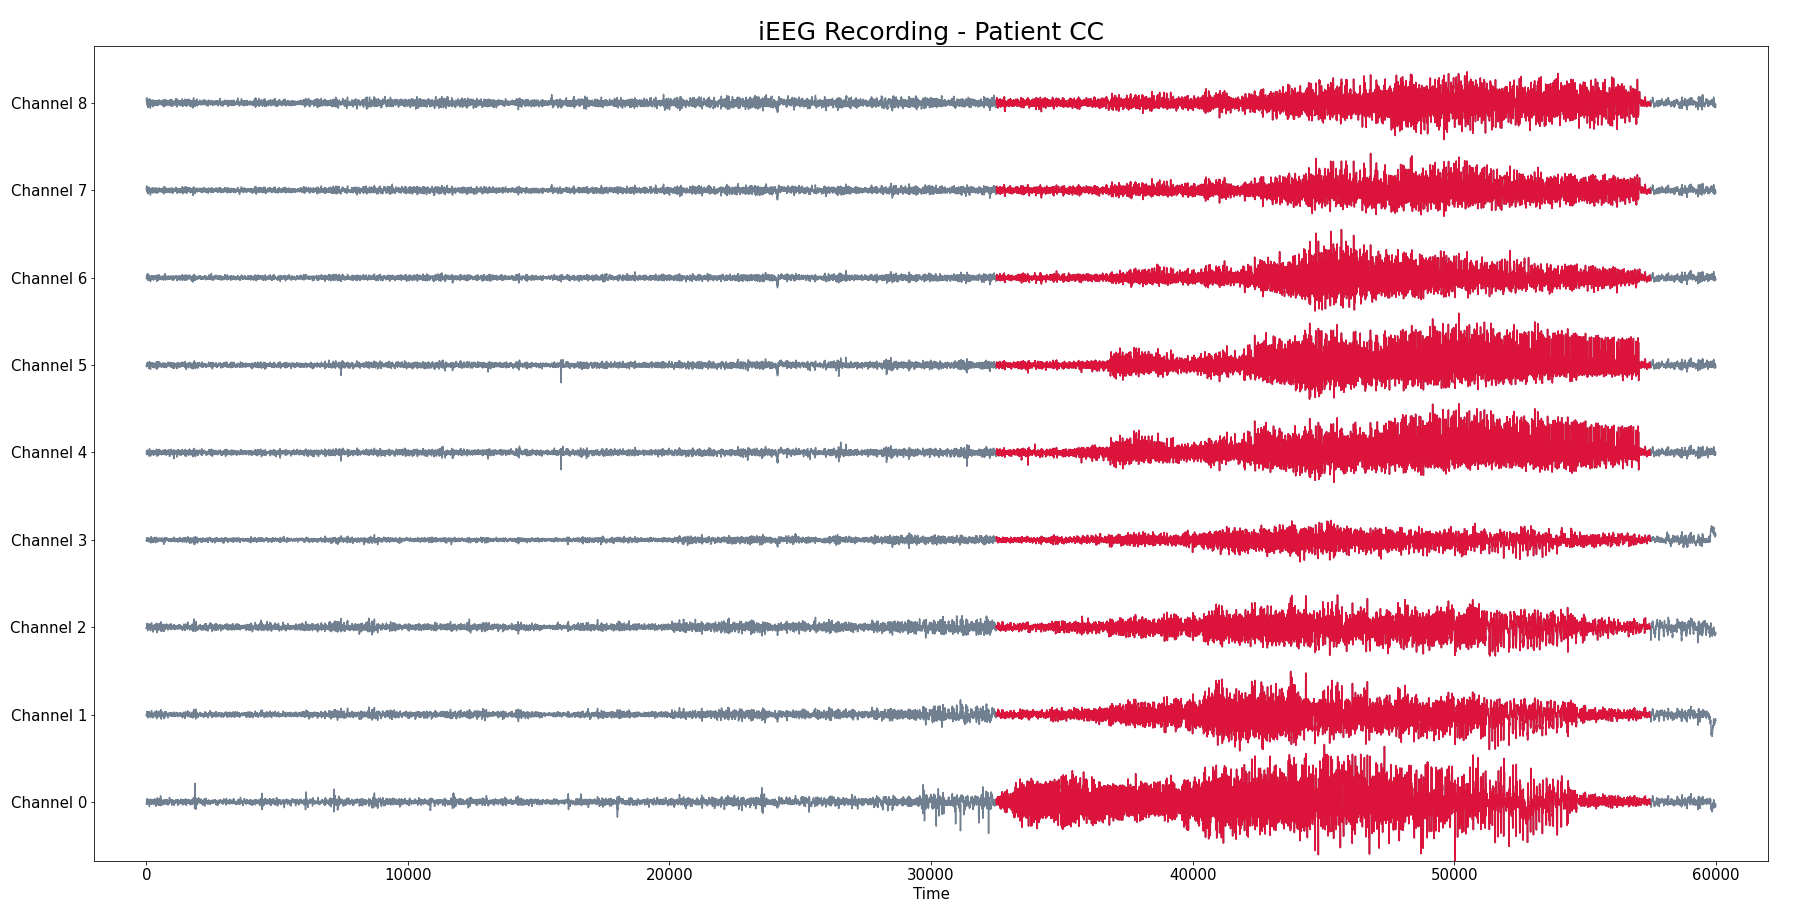 iEEG Recording - Patient CC
Channel 8
Channel 7
Channel 6
Channel 5
Channel 4
Channel 3
Channel 2
Channel 1
Channel 0
0 10000 20000 30000 40000 50000 60000
Time